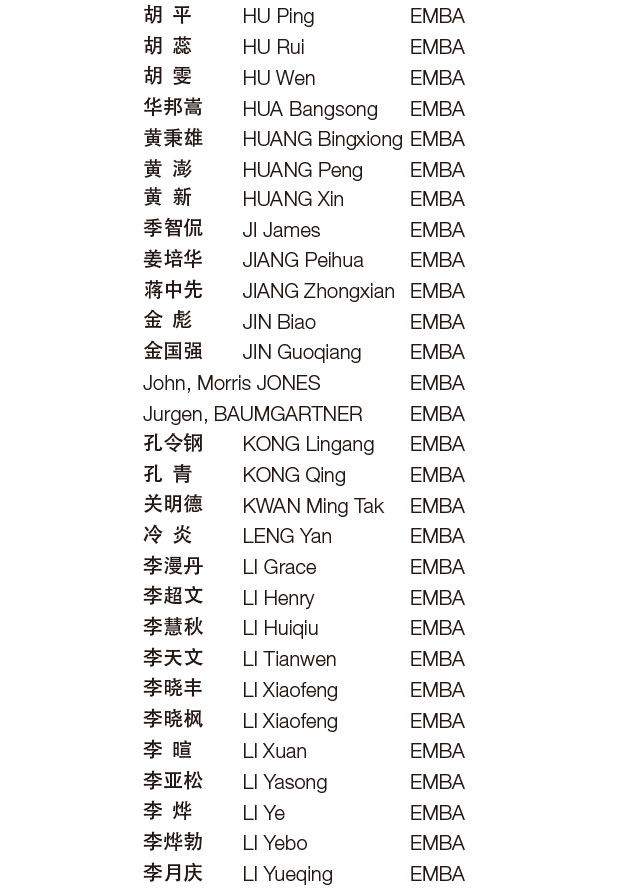 胡 平 HU Ping EMBA
胡 蕊 HU Rui EMBA
胡 雯 HU Wen EMBA
华邦嵩 HUA Bangsong EMBA
黄秉雄 HUANG Bingxiong EMBA
黄 澎 HUANG Peng EMBA
黄 新 HUANG Xin EMBA
季智侃 JI James EMBA
姜培华 JIANG Peihua EMBA
蒋中先 JIANG Zhongxian EMBA
金 彪 JIN Biao EMBA
金国强 JIN Guoqiang EMBA
John, Morris JONES EMBA
Jurgen, BAUMGARTNER EMBA
孔令钢 KONG Lingang EMBA
孔 青 KONG Qing EMBA
关明德 KWAN Ming Tak EMBA
冷 炎 LENG Yan EMBA
李漫丹 LI Grace EMBA
李超文 LI Henry EMBA
李慧秋 LI Huiqiu EMBA
李天文 LI Tianwen EMBA
李晓丰 LI Xiaofeng EMBA
李晓枫 LI Xiaofeng EMBA
李 暄 LI Xuan EMBA
李亚松 LI Yasong EMBA
李 烨 LI Ye EMBA
李烨勃 LI Yebo EMBA
李月庆 LI Yueqing EMBA